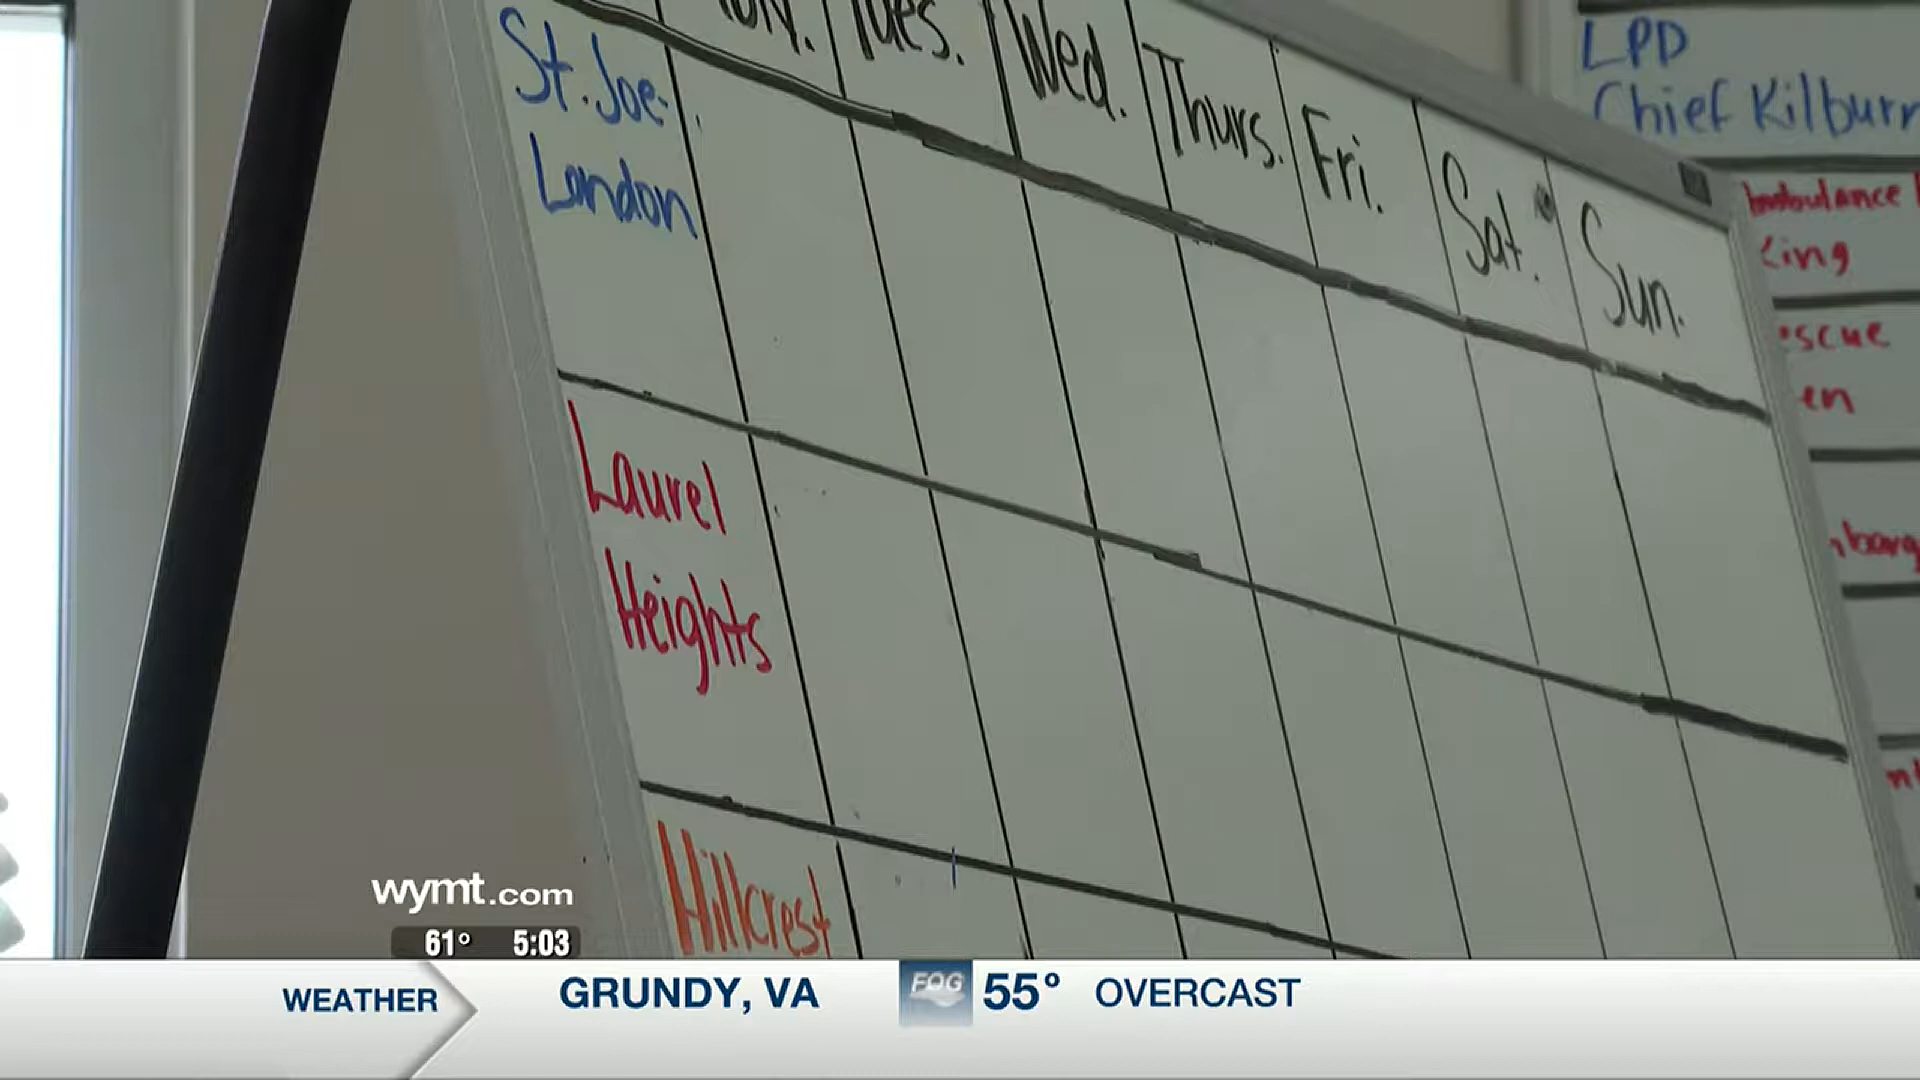 Tues.
Wed.
Thurs.
Fri.
Sat.
Sun.
St. Joe-
London
Laurel
Heights
Hillcrest
LPD
Chief Kilburn
King
wymt.com
61° 5:03
WEATHER
GRUNDY, VA
FOG
55° OVERCAST